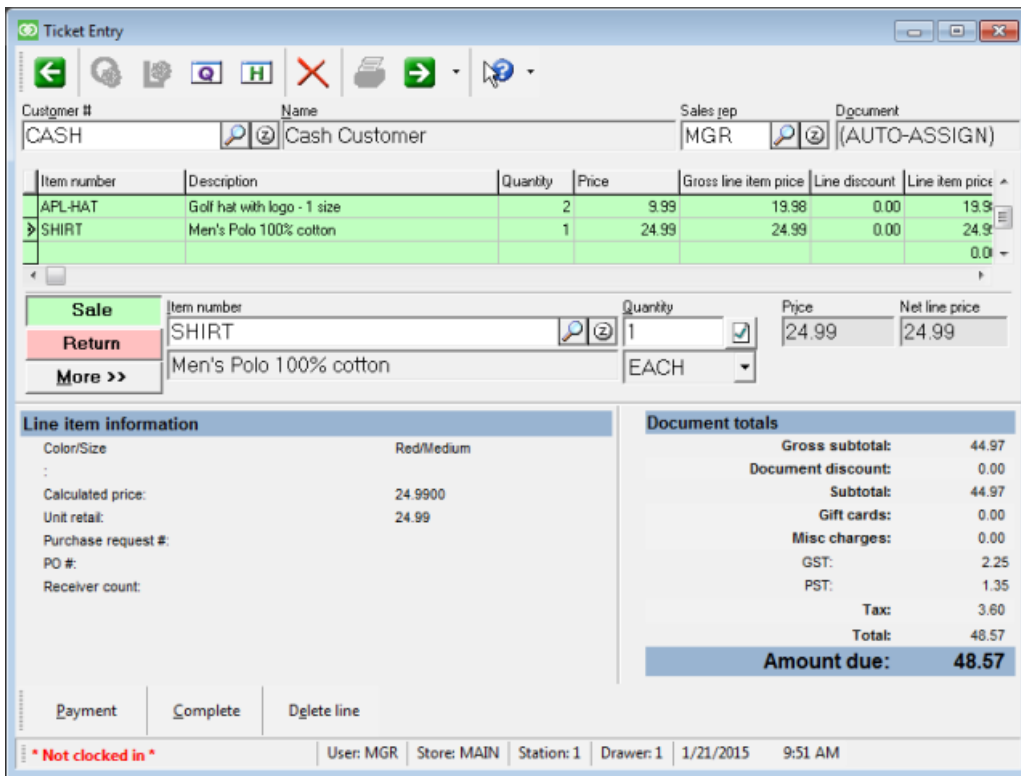 Ticket Entry
Q H
Customer # Name Sales rep Document
CASH Z Cash Customer MGR Z (AUTO-ASSIGN)
Item number Description Quantity Price Gross line item price Line discount Line item price
APL-HAT Golf hat with logo - 1 size 2 9.99 19.98 0.00 19.9
SHIRT Men's Polo 100% cotton 1 24.99 24.99 0.00 24.9
0.0
Sale Item number Quantity Price Net line price
SHIRT Z 1 24.99 24.99
Return
Men's Polo 100% cotton EACH
More >>
Line item information Document totals
Color/Size Red/Medium Gross subtotal: 44.97
: Document discount: 0.00
Calculated price: 24.9900 Subtotal: 44.97
Unit retail: 24.99 Gift cards: 0.00
Purchase request #: Misc charges: 0.00
PO #: GST: 2.25
Receiver count: PST: 1.35
Tax: 3.60
Total: 48.57
Amount due: 48.57
Payment Complete Delete line
* Not clocked in * User: MGR Store: MAIN Station: 1 Drawer: 1 1/21/2015 9:51 AM